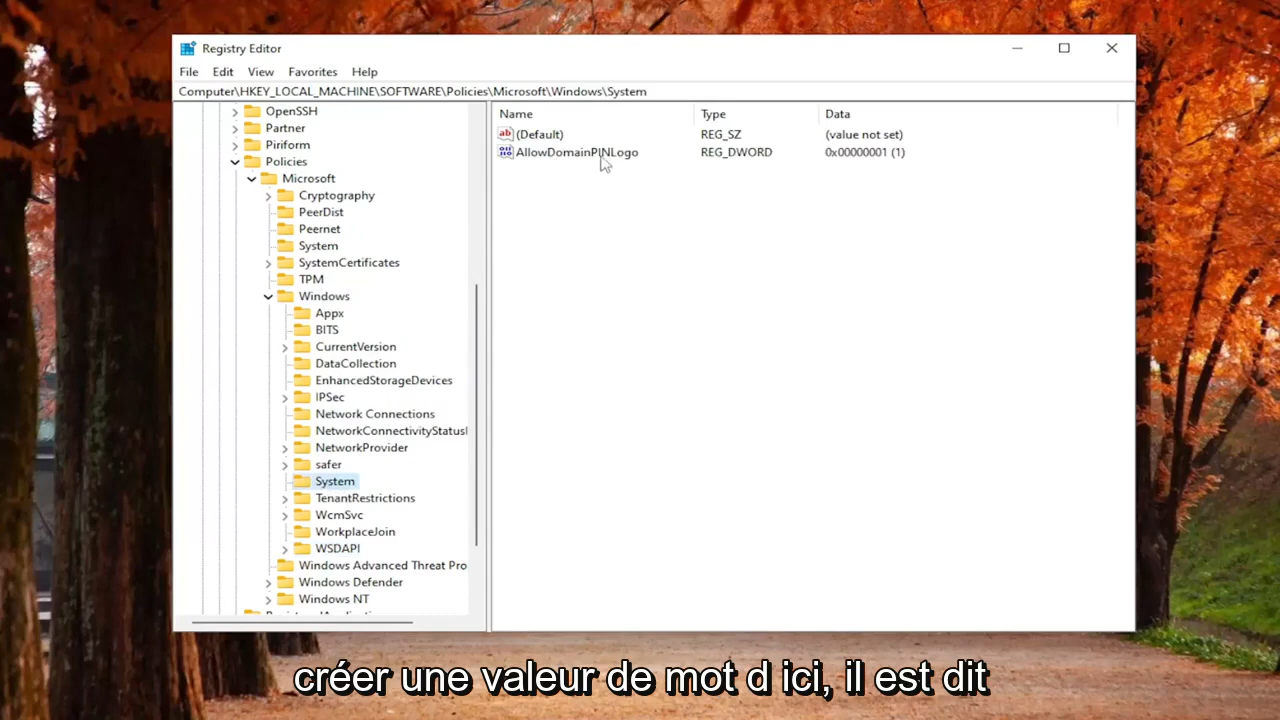 Registry Editor
File Edit View Favorites Help
Computer\HKEY_LOCAL_MACHINE\SOFTWARE\Policies\Microsoft\Windows\System
OpenSSH
Partner
Piriform
Policies
Microsoft
Cryptography
PeerDist
Peernet
System
SystemCertificates
TPM
Windows
Appx
BITS
CurrentVersion
DataCollection
EnhancedStorageDevices
IPSec
Network Connections
NetworkConnectivityStatusI
NetworkProvider
safer
System
TenantRestrictions
WcmSvc
WorkplaceJoin
WSDAPI
Windows Advanced Threat Pro
Windows Defender
Windows NT
Name Type Data
(Default) REG_SZ (value not set)
AllowDomainPINLogo REG_DWORD 0x00000001 (1)
créer une valeur de mot d ici, il est dit